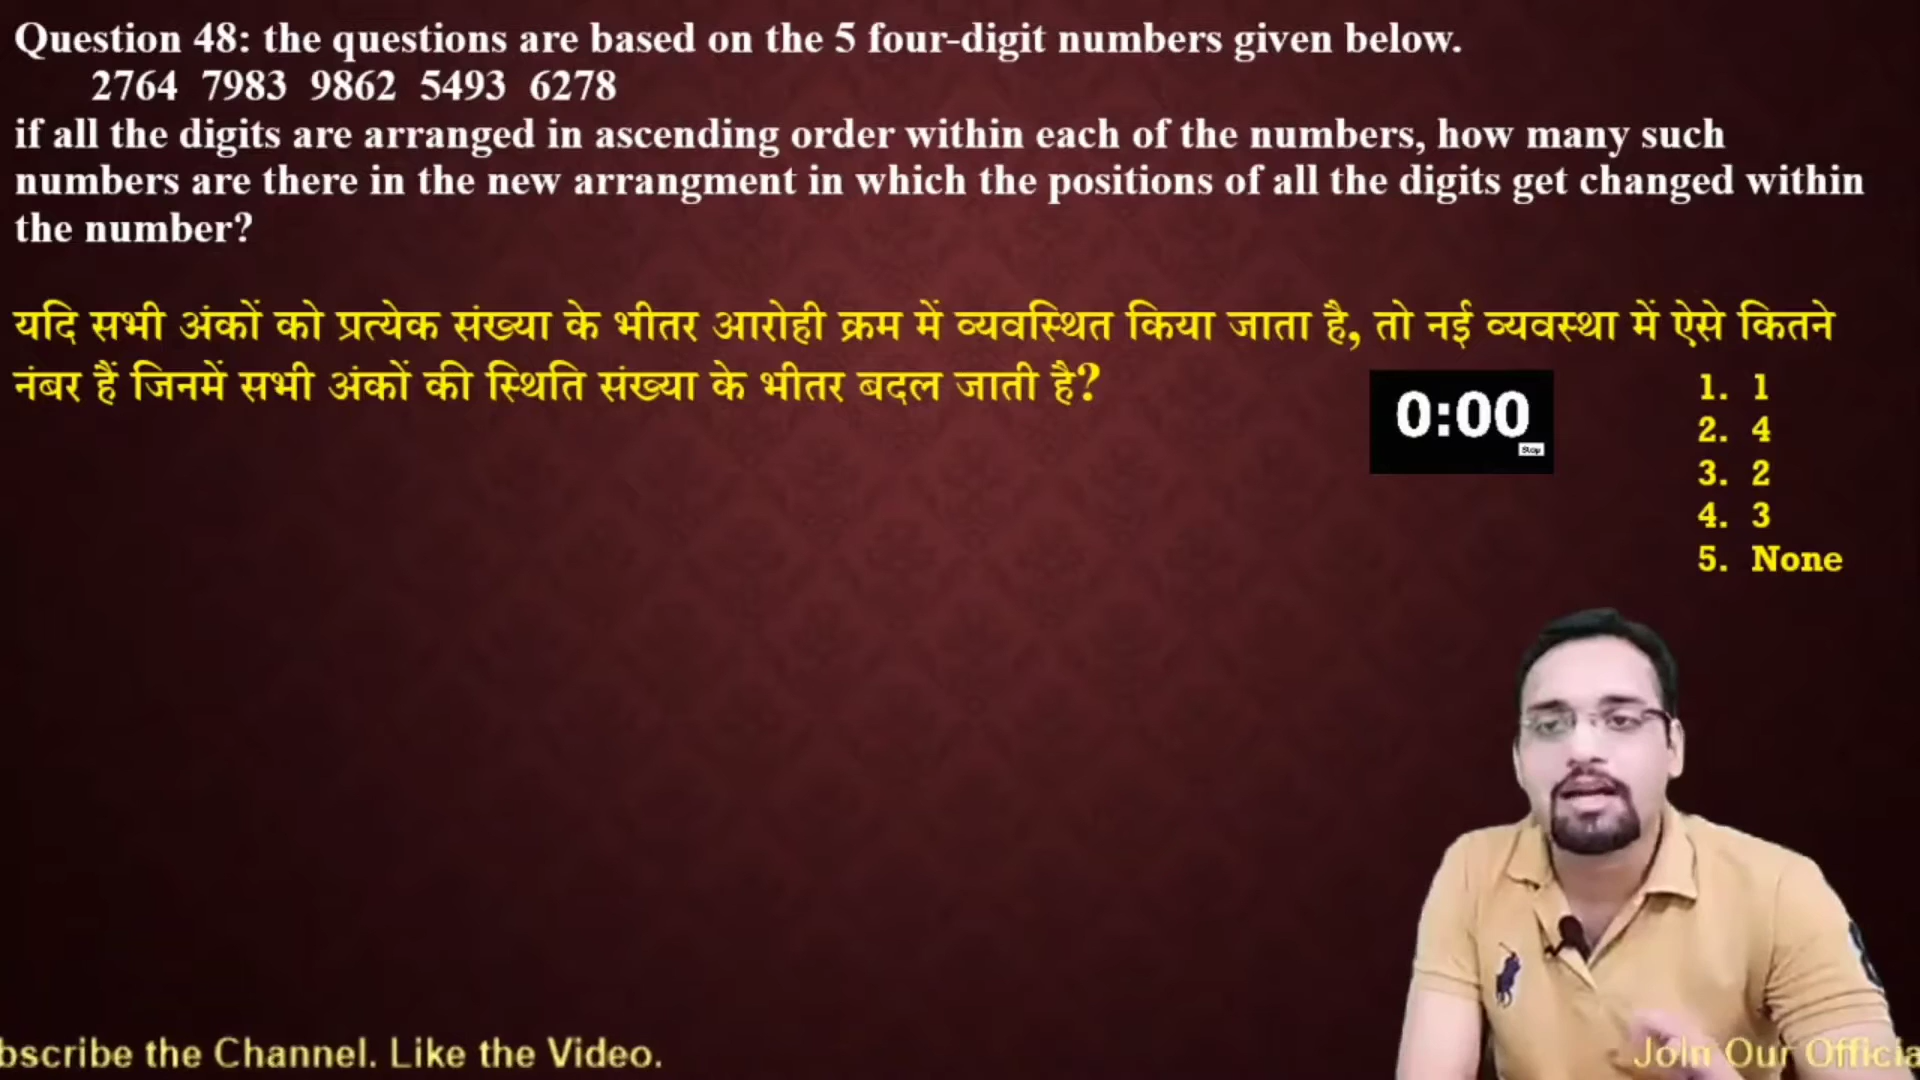 Question 48: the questions are based on the 5 four-digit numbers given below.
2764 7983 9862 5493 6278
if all the digits are arranged in ascending order within each of the numbers, how many such
numbers are there in the new arrangment in which the positions of all the digits get changed within
the number?
यदि सभी अंकों को प्रत्येक संख्या के भीतर आरोही क्रम में व्यवस्थित किया जाता है, तो नई व्यवस्था में ऐसे कितने
नंबर हैं जिनमें सभी अंकों की स्थिति संख्या के भीतर बदल जाती है?
0:00
Stop
1. 1
2. 4
3. 2
4. 3
5. None
bscribe the Channel. Like the Video.
Join Our Officia